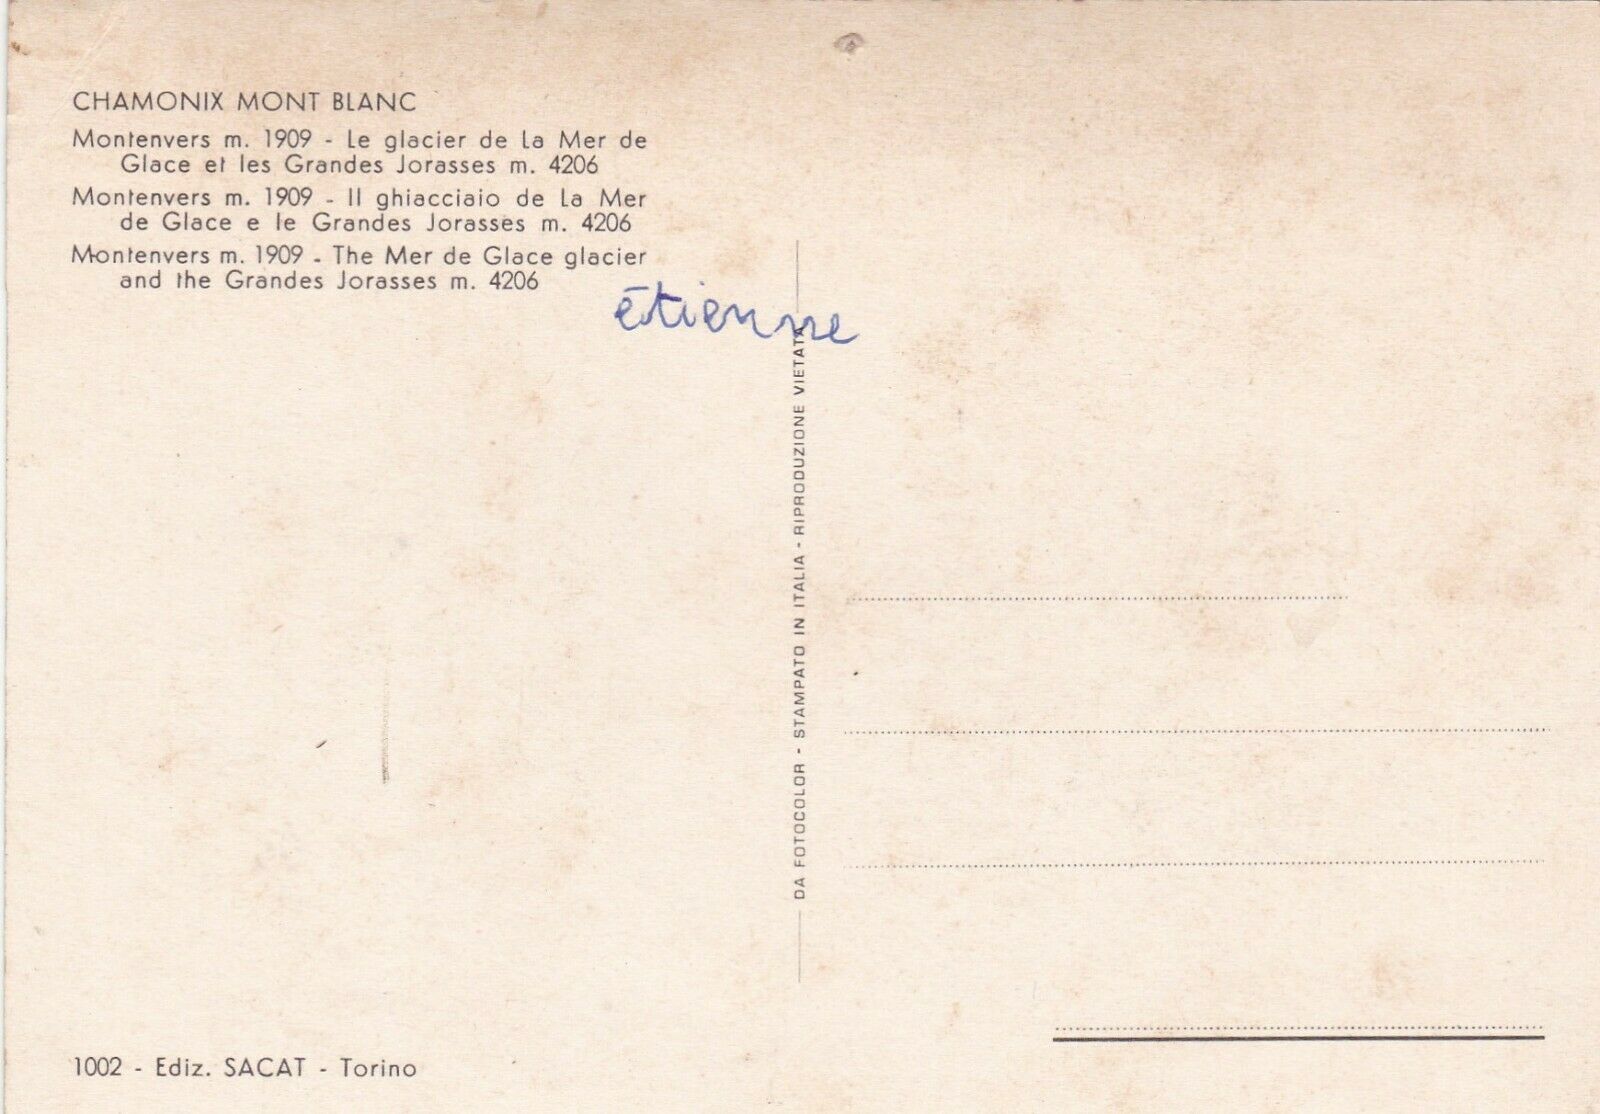 CHAMONIX MONT BLANC
Montenvers m. 1909 - Le glacier de La Mer de
Glace et les Grandes Jorasses m. 4206
Montenvers m. 1909 - Il ghiacciaio de La Mer
de Glace e le Grandes Jorasses m. 4206
Montenvers m. 1909 - The Mer de Glace glacier
and the Grandes Jorasses m. 4206
étienne
DA FOTOCOLOR - STAMPATO IN ITALIA - RIPRODUZIONE VIETATA
1002 - Ediz. SACAT - Torino